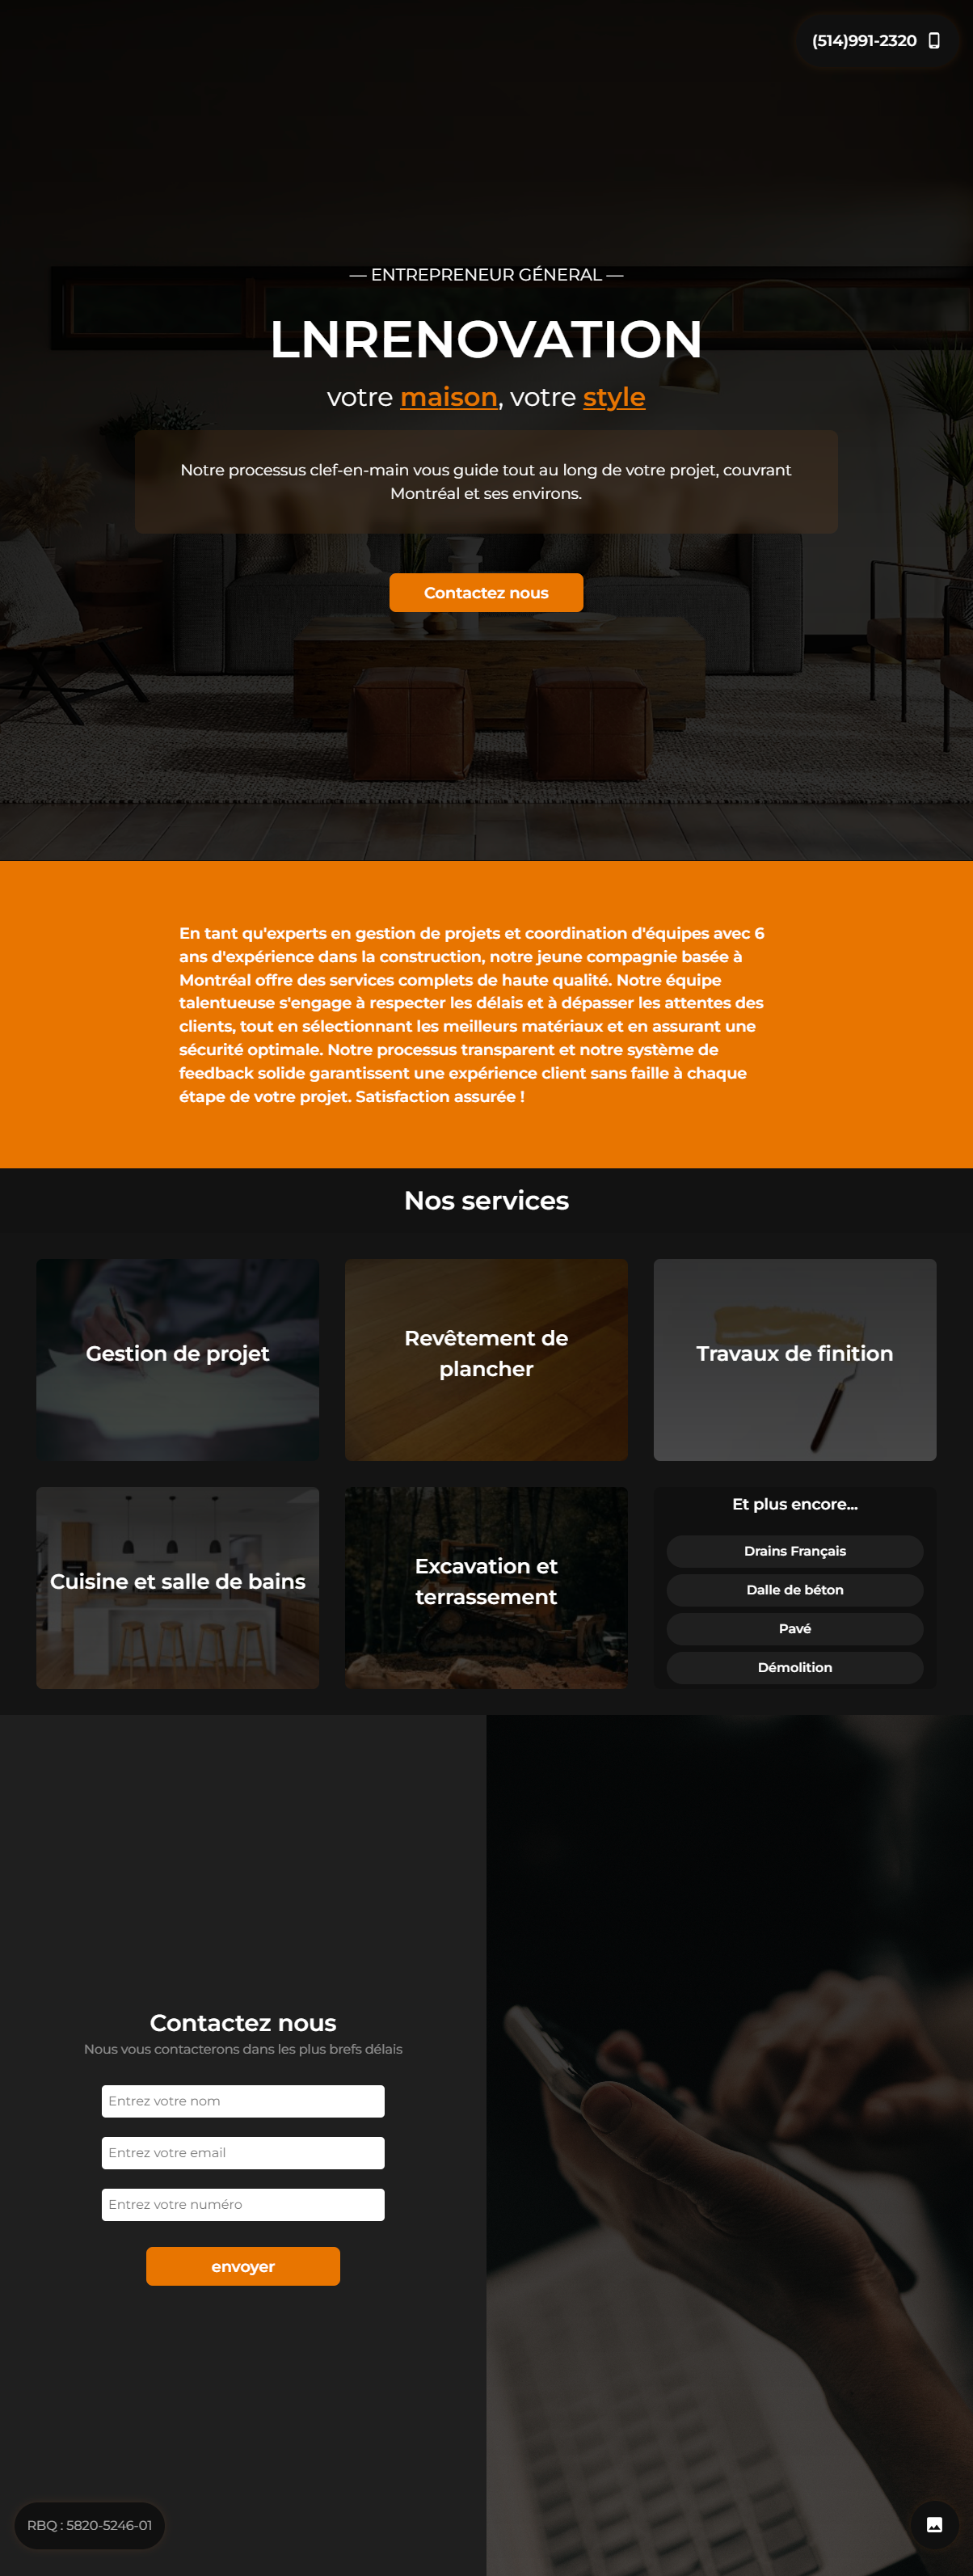 (514)991-2320
— ENTREPRENEUR GÉNERAL —
LNRENOVATION
votre maison, votre style
Notre processus clef-en-main vous guide tout au long de votre projet, couvrant
Montréal et ses environs.
Contactez nous
En tant qu'experts en gestion de projets et coordination d'équipes avec 6
ans d'expérience dans la construction, notre jeune compagnie basée à
Montréal offre des services complets de haute qualité. Notre équipe
talentueuse s'engage à respecter les délais et à dépasser les attentes des
clients, tout en sélectionnant les meilleurs matériaux et en assurant une
sécurité optimale. Notre processus transparent et notre système de
feedback solide garantissent une expérience client sans faille à chaque
étape de votre projet. Satisfaction assurée !
Nos services
Gestion de projet
Revêtement de
plancher
Travaux de finition
Cuisine et salle de bains
Excavation et
terrassement
Et plus encore...
Drains Français
Dalle de béton
Pavé
Démolition
Contactez nous
Nous vous contacterons dans les plus brefs délais
Entrez votre nom
Entrez votre email
Entrez votre numéro
envoyer
RBQ : 5820-5246-01